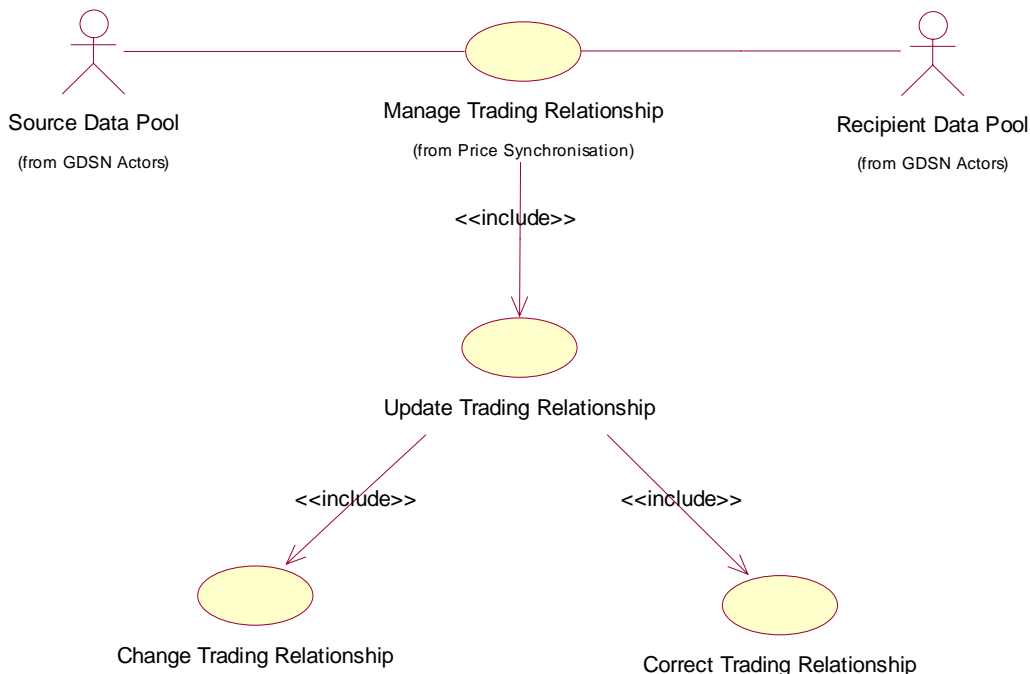 Source Data Pool
(from GDSN Actors)
Manage Trading Relationship
(from Price Synchronisation)
Recipient Data Pool
(from GDSN Actors)
<<include>>
Update Trading Relationship
<<include>>
<<include>>
Change Trading Relationship
Correct Trading Relationship